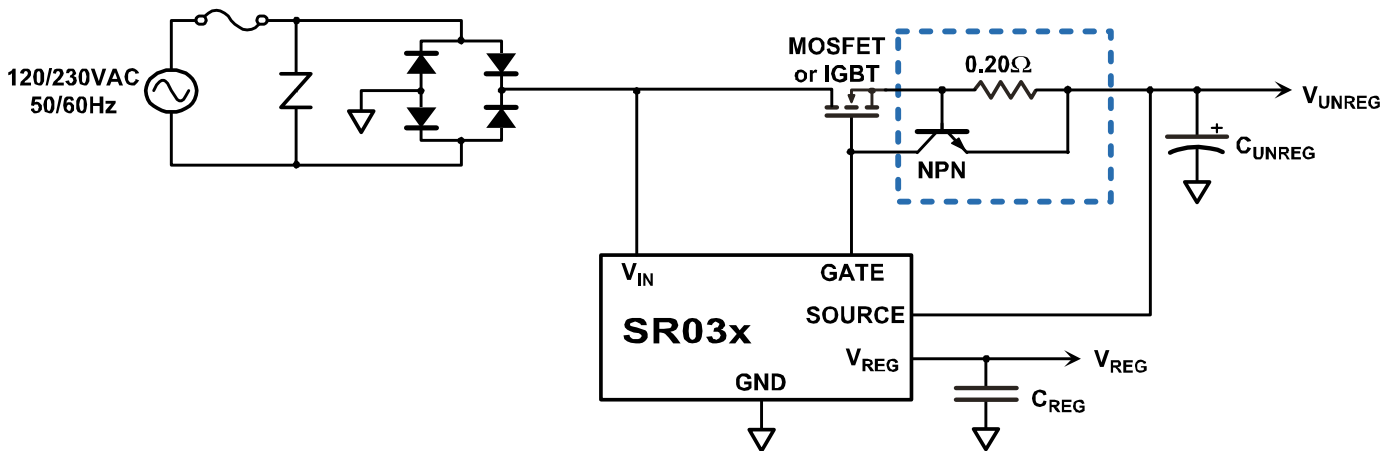 120/230VAC
50/60Hz
MOSFET
or IGBT
0.20Ω
NPN
VUNREG
+
CUNREG
VIN
GATE
SOURCE
SR03x
VREG
GND
VREG
CREG